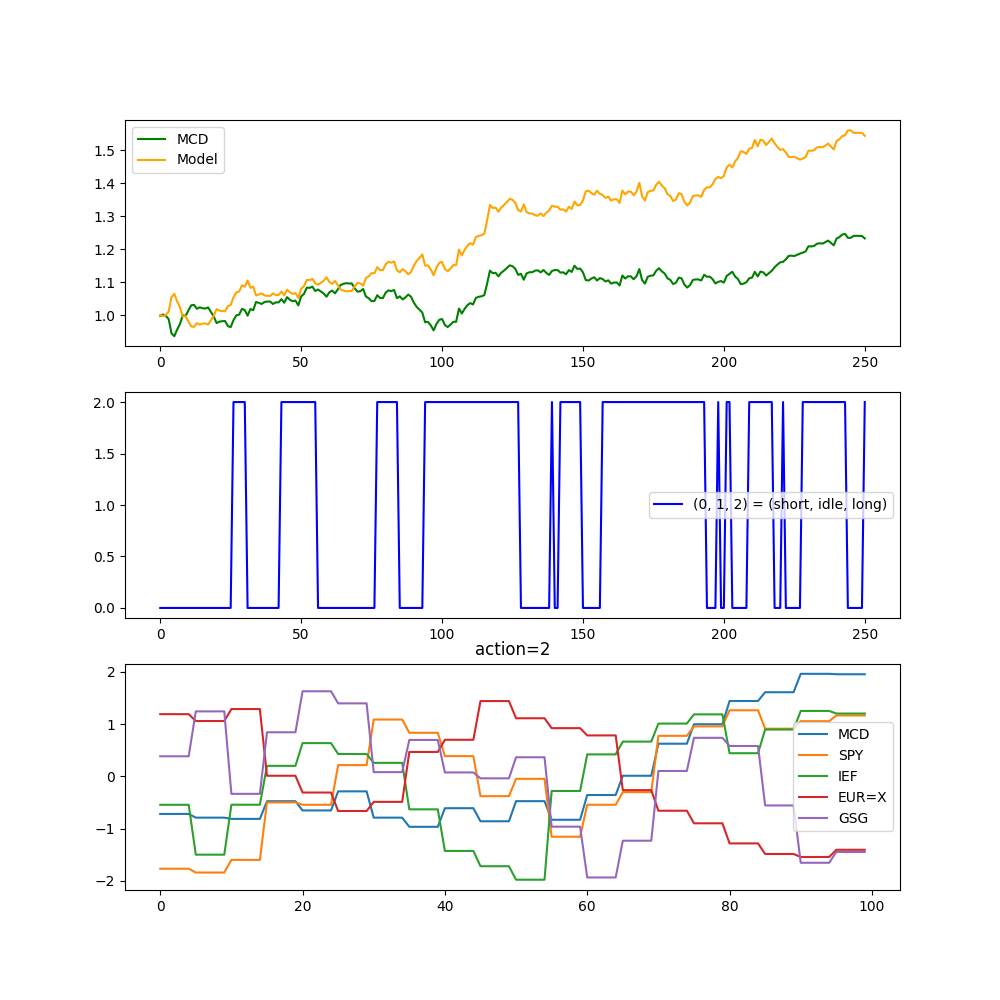 MCD
Model
1.5
1.4
1.3
1.2
1.1
1.0
0 50 100 150 200 250
2.0
1.5
1.0
0.5
0.0
(0, 1, 2) = (short, idle, long)
0 50 100 150 200 250
action=2
2
1
0
−1
−2
MCD
SPY
IEF
EUR=X
GSG
0 20 40 60 80 100